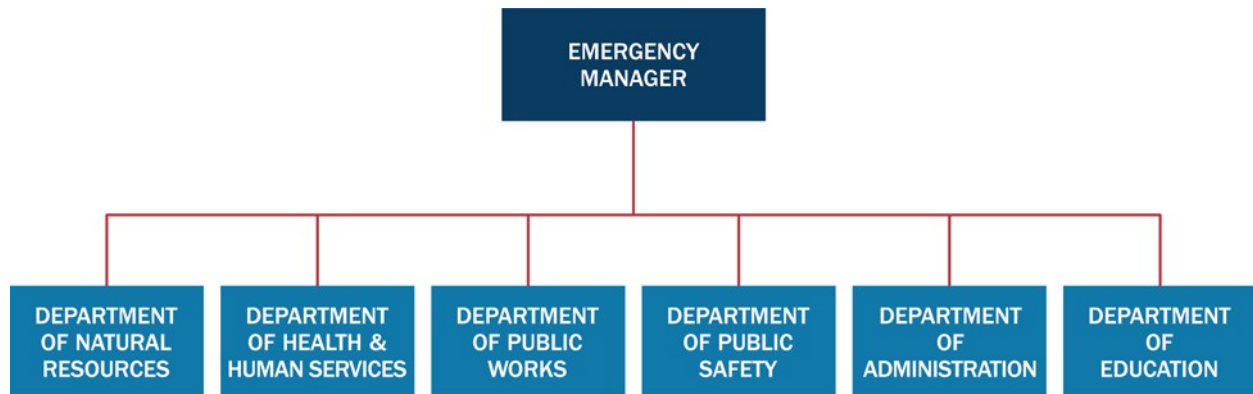 EMERGENCY
MANAGER
DEPARTMENT
OF NATURAL
RESOURCES
DEPARTMENT
OF HEALTH &
HUMAN SERVICES
DEPARTMENT
OF PUBLIC
WORKS
DEPARTMENT
OF PUBLIC
SAFETY
DEPARTMENT
OF
ADMINISTRATION
DEPARTMENT
OF
EDUCATION